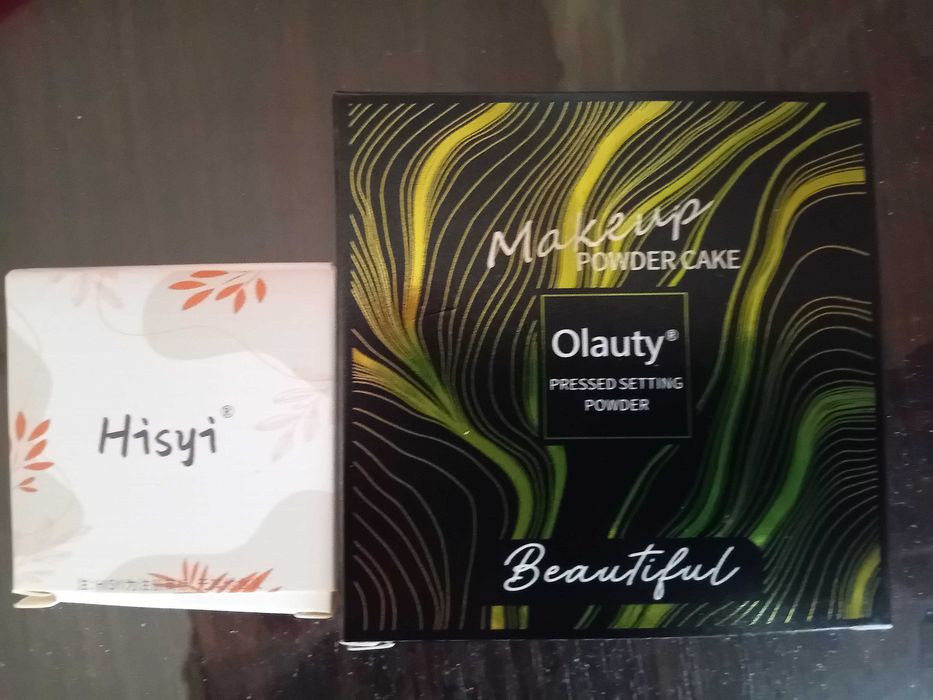 Hisyi®
Makeup
POWDER CAKE
Olauty®
PRESSED SETTING
POWDER
Beautiful